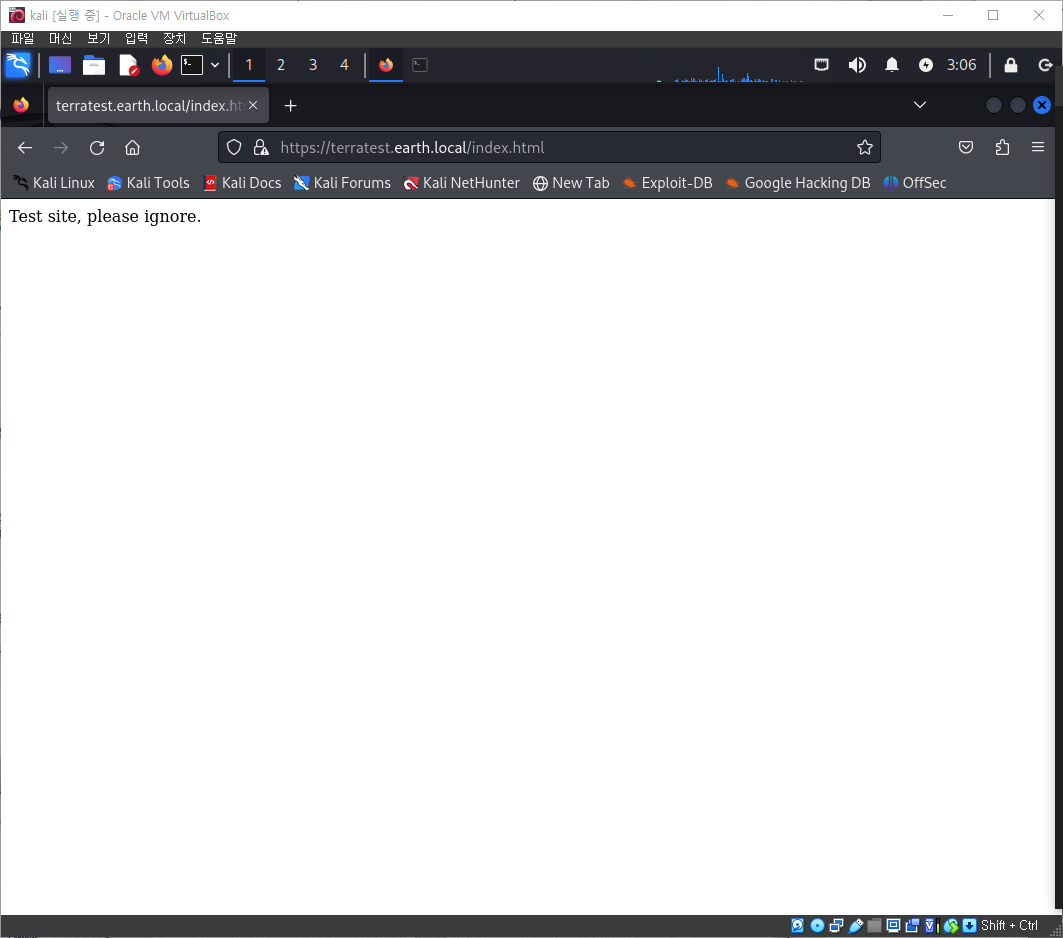 kali [실행 중] - Oracle VM VirtualBox
파일 머신 보기 입력 장치 도움말
1 2 3 4 3:06
terratest.earth.local/index.ht
https://terratest.earth.local/index.html
Kali Linux Kali Tools Kali Docs Kali Forums Kali NetHunter New Tab Exploit-DB Google Hacking DB OffSec
Test site, please ignore.
Shift + Ctrl